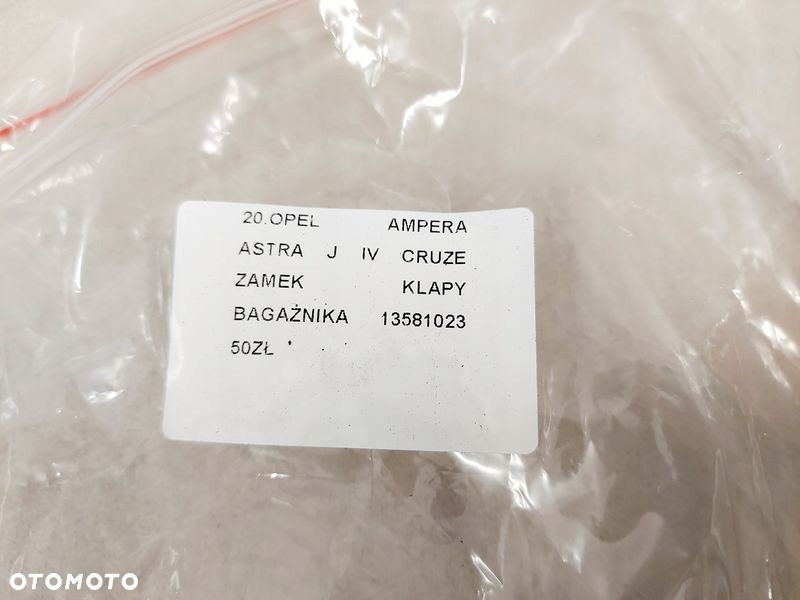 20.OPEL AMPERA
ASTRA J IV CRUZE
ZAMEK KLAPY
BAGAŻNIKA 13581023
50ZŁ
OTOMOTO